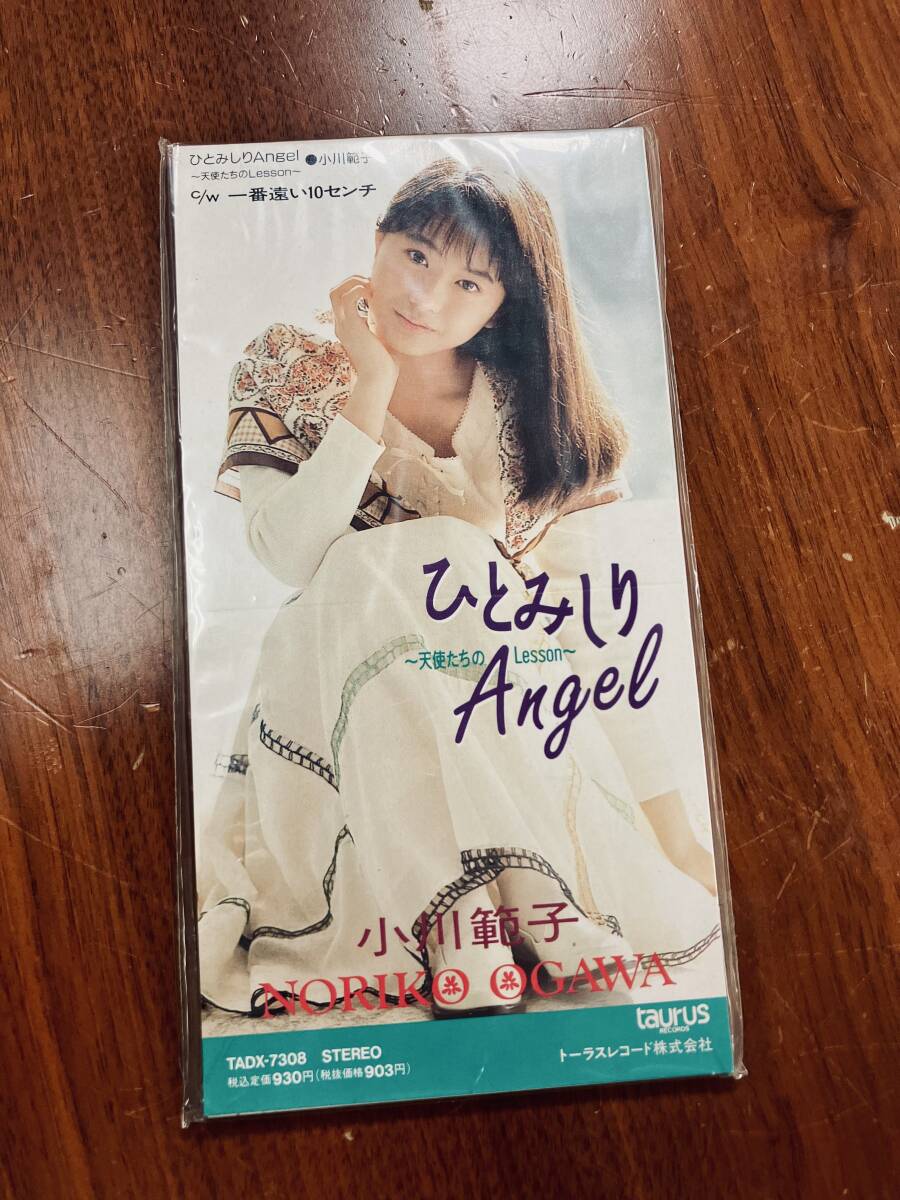 ひとみしりAngel ●小川範子
～天使たちのLesson～
c/w 一番遠い10センチ
ひとみしり
～天使たちの Lesson～
Angel
小川範子
NORIKO OGAWA
taurus
RECORDS
TADX-7308 STEREO
トーラスレコード株式会社
税込定価930円(税抜価格903円)